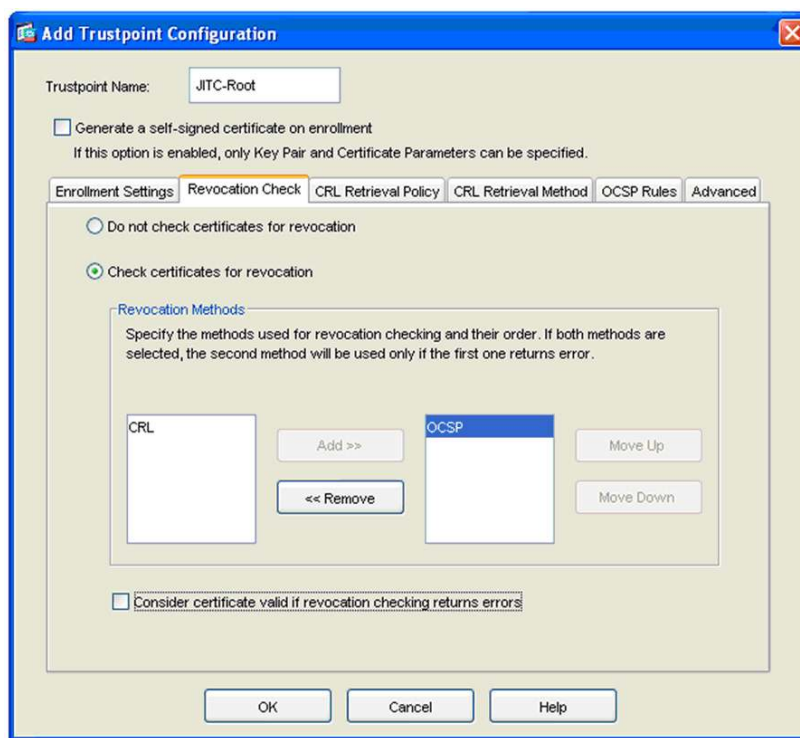 Add Trustpoint Configuration
Trustpoint Name:
JITC-Root
Generate a self-signed certificate on enrollment
If this option is enabled, only Key Pair and Certificate Parameters can be specified.
Enrollment Settings
Revocation Check
CRL Retrieval Policy
CRL Retrieval Method
OCSP Rules
Advanced
Do not check certificates for revocation
Check certificates for revocation
Revocation Methods
Specify the methods used for revocation checking and their order. If both methods are
selected, the second method will be used only if the first one returns error.
CRL
Add >>
<< Remove
OCSP
Move Up
Move Down
Consider certificate valid if revocation checking returns errors
OK
Cancel
Help